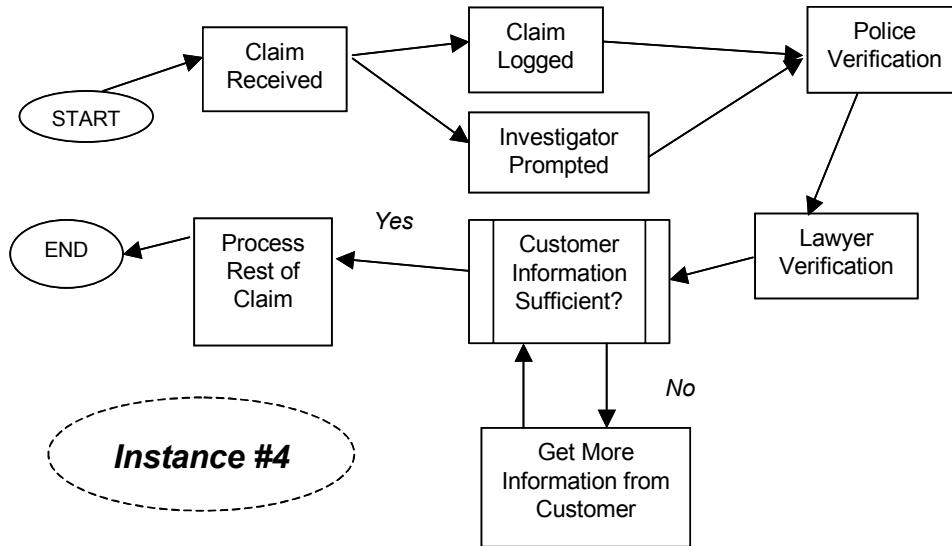 START
Claim
Received
Claim
Logged
Investigator
Prompted
Police
Verification
Lawyer
Verification
Customer
Information
Sufficient?
Yes
No
Get More
Information from
Customer
Process
Rest of
Claim
END
Instance #4